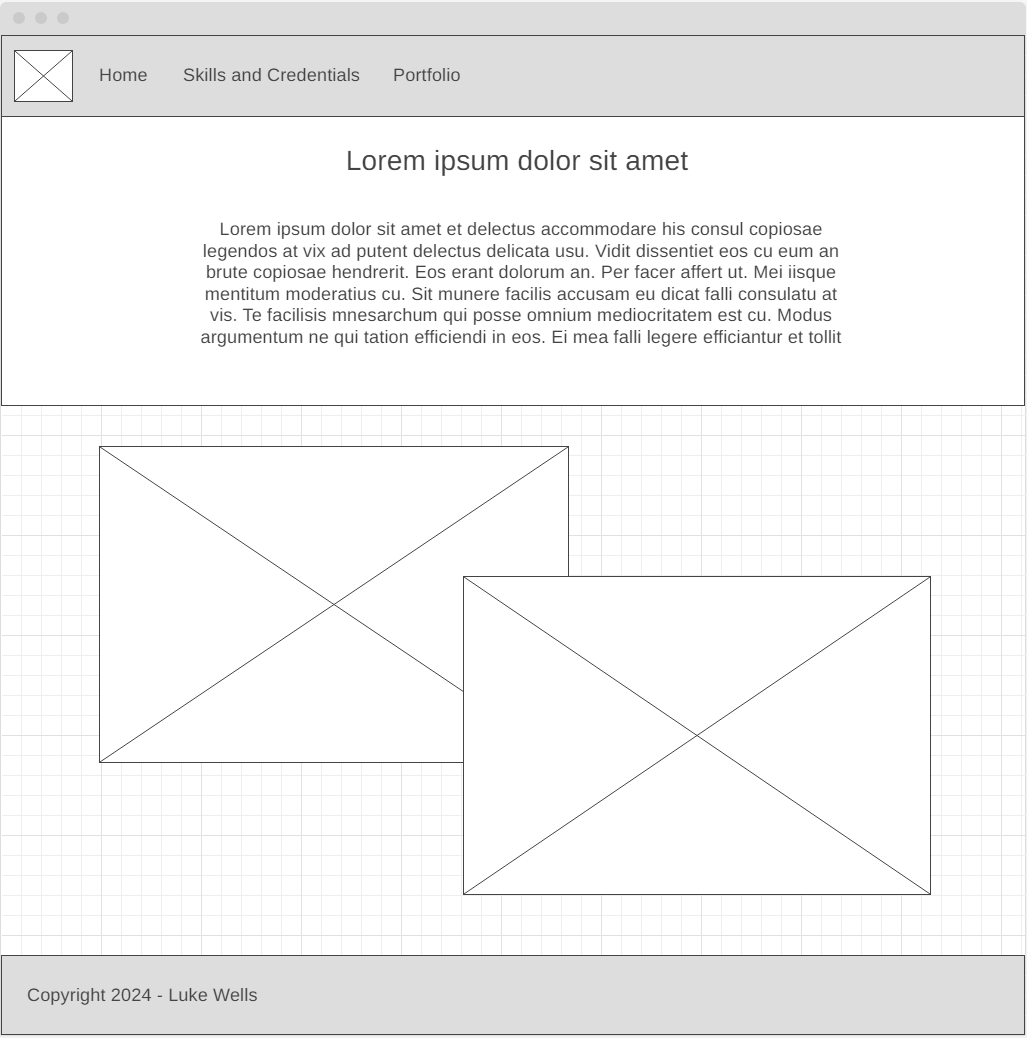 Home Skills and Credentials Portfolio
Lorem ipsum dolor sit amet
Lorem ipsum dolor sit amet et delectus accommodare his consul copiosae
legendos at vix ad putent delectus delicata usu. Vidit dissentiet eos cu eum an
brute copiosae hendrerit. Eos erant dolorum an. Per facer affert ut. Mei iisque
mentitum moderatius cu. Sit munere facilis accusam eu dicat falli consulatu at
vis. Te facilisis mnesarchum qui posse omnium mediocritatem est cu. Modus
argumentum ne qui tation efficiendi in eos. Ei mea falli legere efficiantur et tollit
Copyright 2024 - Luke Wells